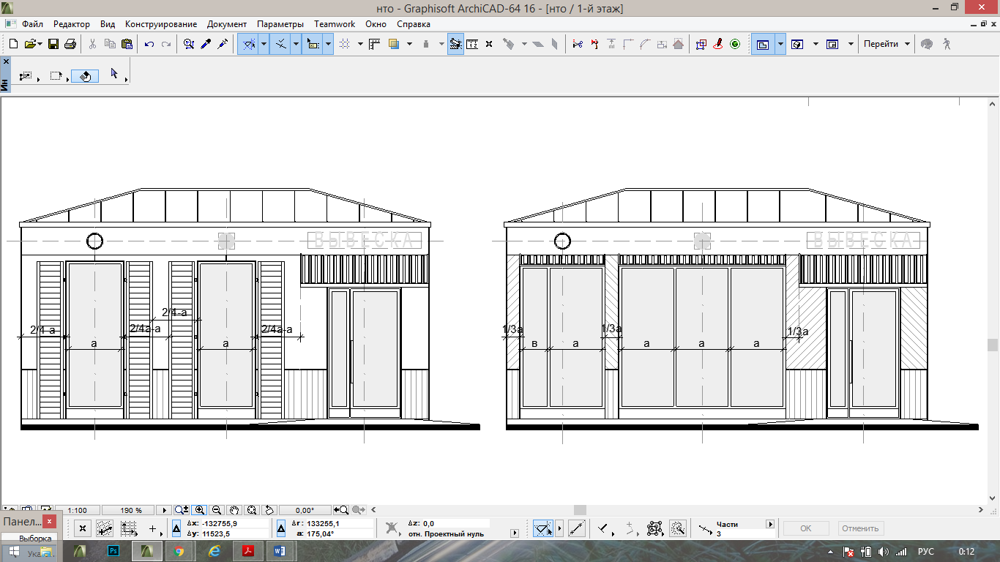 нто - Graphisoft ArchiCAD-64 16 - [нто / 1-й этаж]
Файл Редактор Вид Конструирование Документ Параметры Teamwork Окно Справка
Перейти
Ин
ВЫВЕСКА ВЫВЕСКА
2/4-а
2/4 а 2/4а-а 2/4а-а 1/3а 1/3а 1/3а
а а в а а а а
1:100 190 % 0,00°
Панел...
Δx: -132755,9 Δr: 133255,1 Δz: 0,0 Части
Δy: 11523,5 a: 175,04° отн. Проектный нуль 3
ОК Отменить
Выборка
Указ...
Ps
РУС 0:12